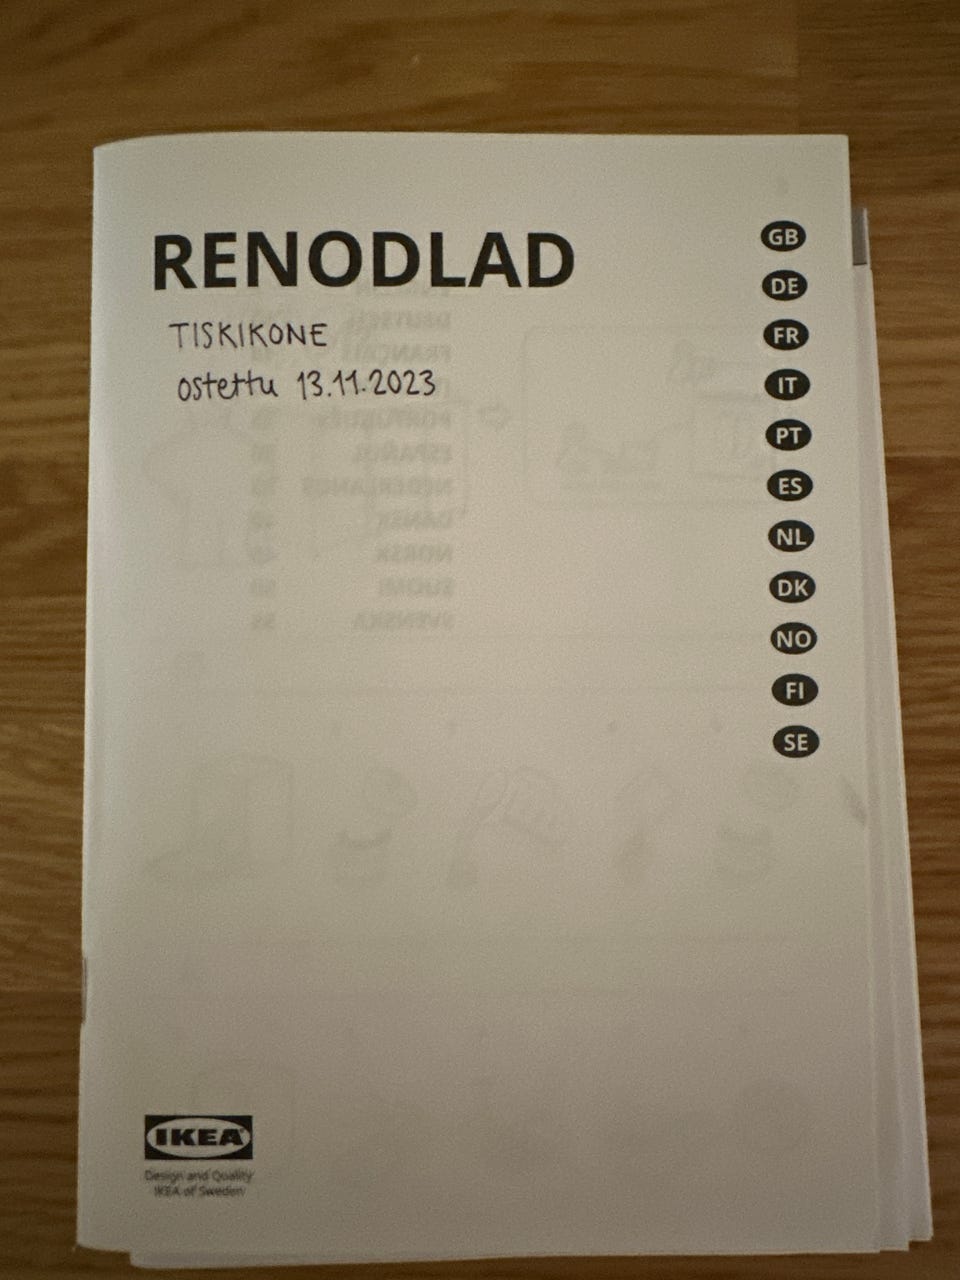 RENODLAD
TISKIKONE
ostettu 13.11.2023
GB
DE
FR
IT
PT
ES
NL
DK
NO
FI
SE
IKEA
Design and Quality
IKEA of Sweden